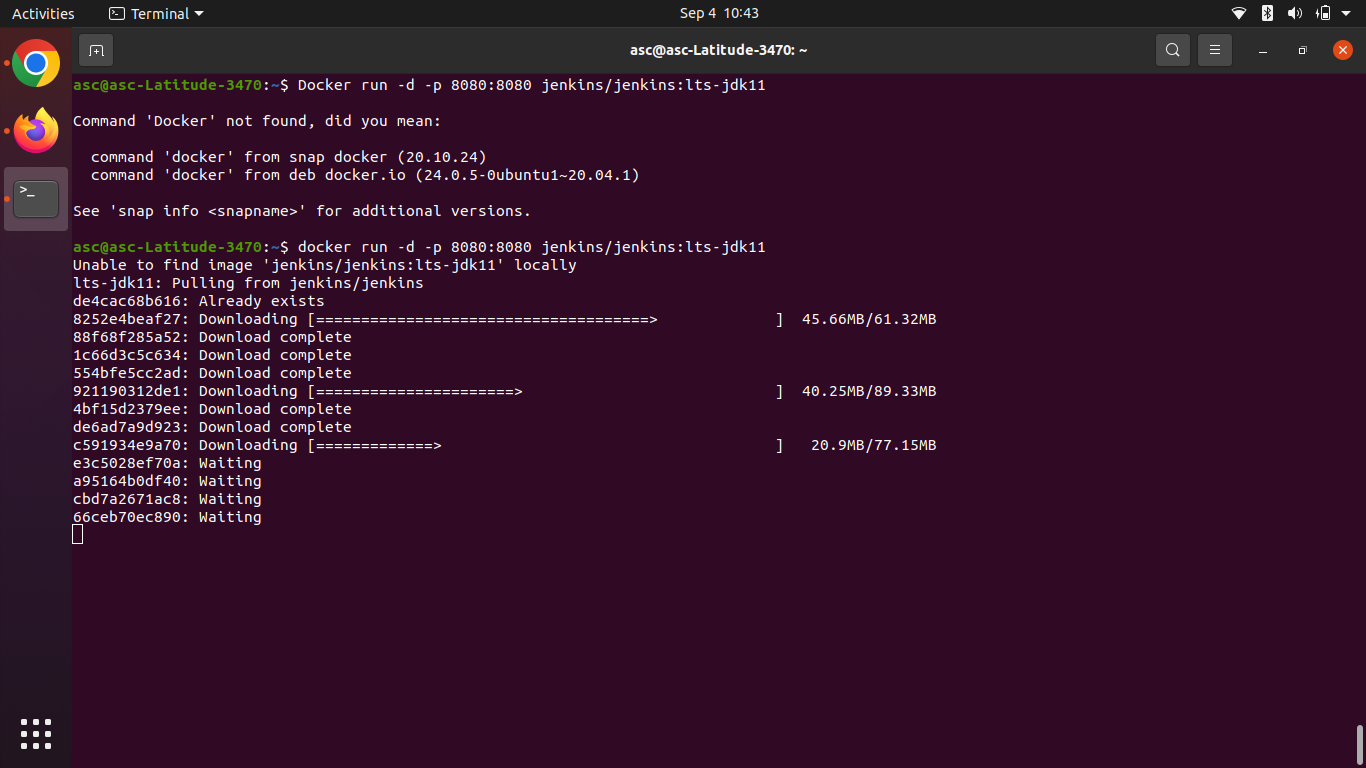 Activities
Terminal
Sep 4 10:43
asc@asc-Latitude-3470: ~
asc@asc-Latitude-3470:~$ Docker run -d -p 8080:8080 jenkins/jenkins:lts-jdk11
Command 'Docker' not found, did you mean:
command 'docker' from snap docker (20.10.24)
command 'docker' from deb docker.io (24.0.5-0ubuntu1~20.04.1)
See 'snap info <snapname>' for additional versions.
asc@asc-Latitude-3470:~$ docker run -d -p 8080:8080 jenkins/jenkins:lts-jdk11
Unable to find image 'jenkins/jenkins:lts-jdk11' locally
lts-jdk11: Pulling from jenkins/jenkins
de4cac68b616: Already exists
8252e4beaf27: Downloading [=====================================>             ]  45.66MB/61.32MB
88f68f285a52: Download complete
1c66d3c5c634: Download complete
554bfe5cc2ad: Download complete
921190312de1: Downloading [======================>                            ]  40.25MB/89.33MB
4bf15d2379ee: Download complete
de6ad7a9d923: Download complete
c591934e9a70: Downloading [=============>                                     ]   20.9MB/77.15MB
e3c5028ef70a: Waiting
a95164b0df40: Waiting
cbd7a2671ac8: Waiting
66ceb70ec890: Waiting